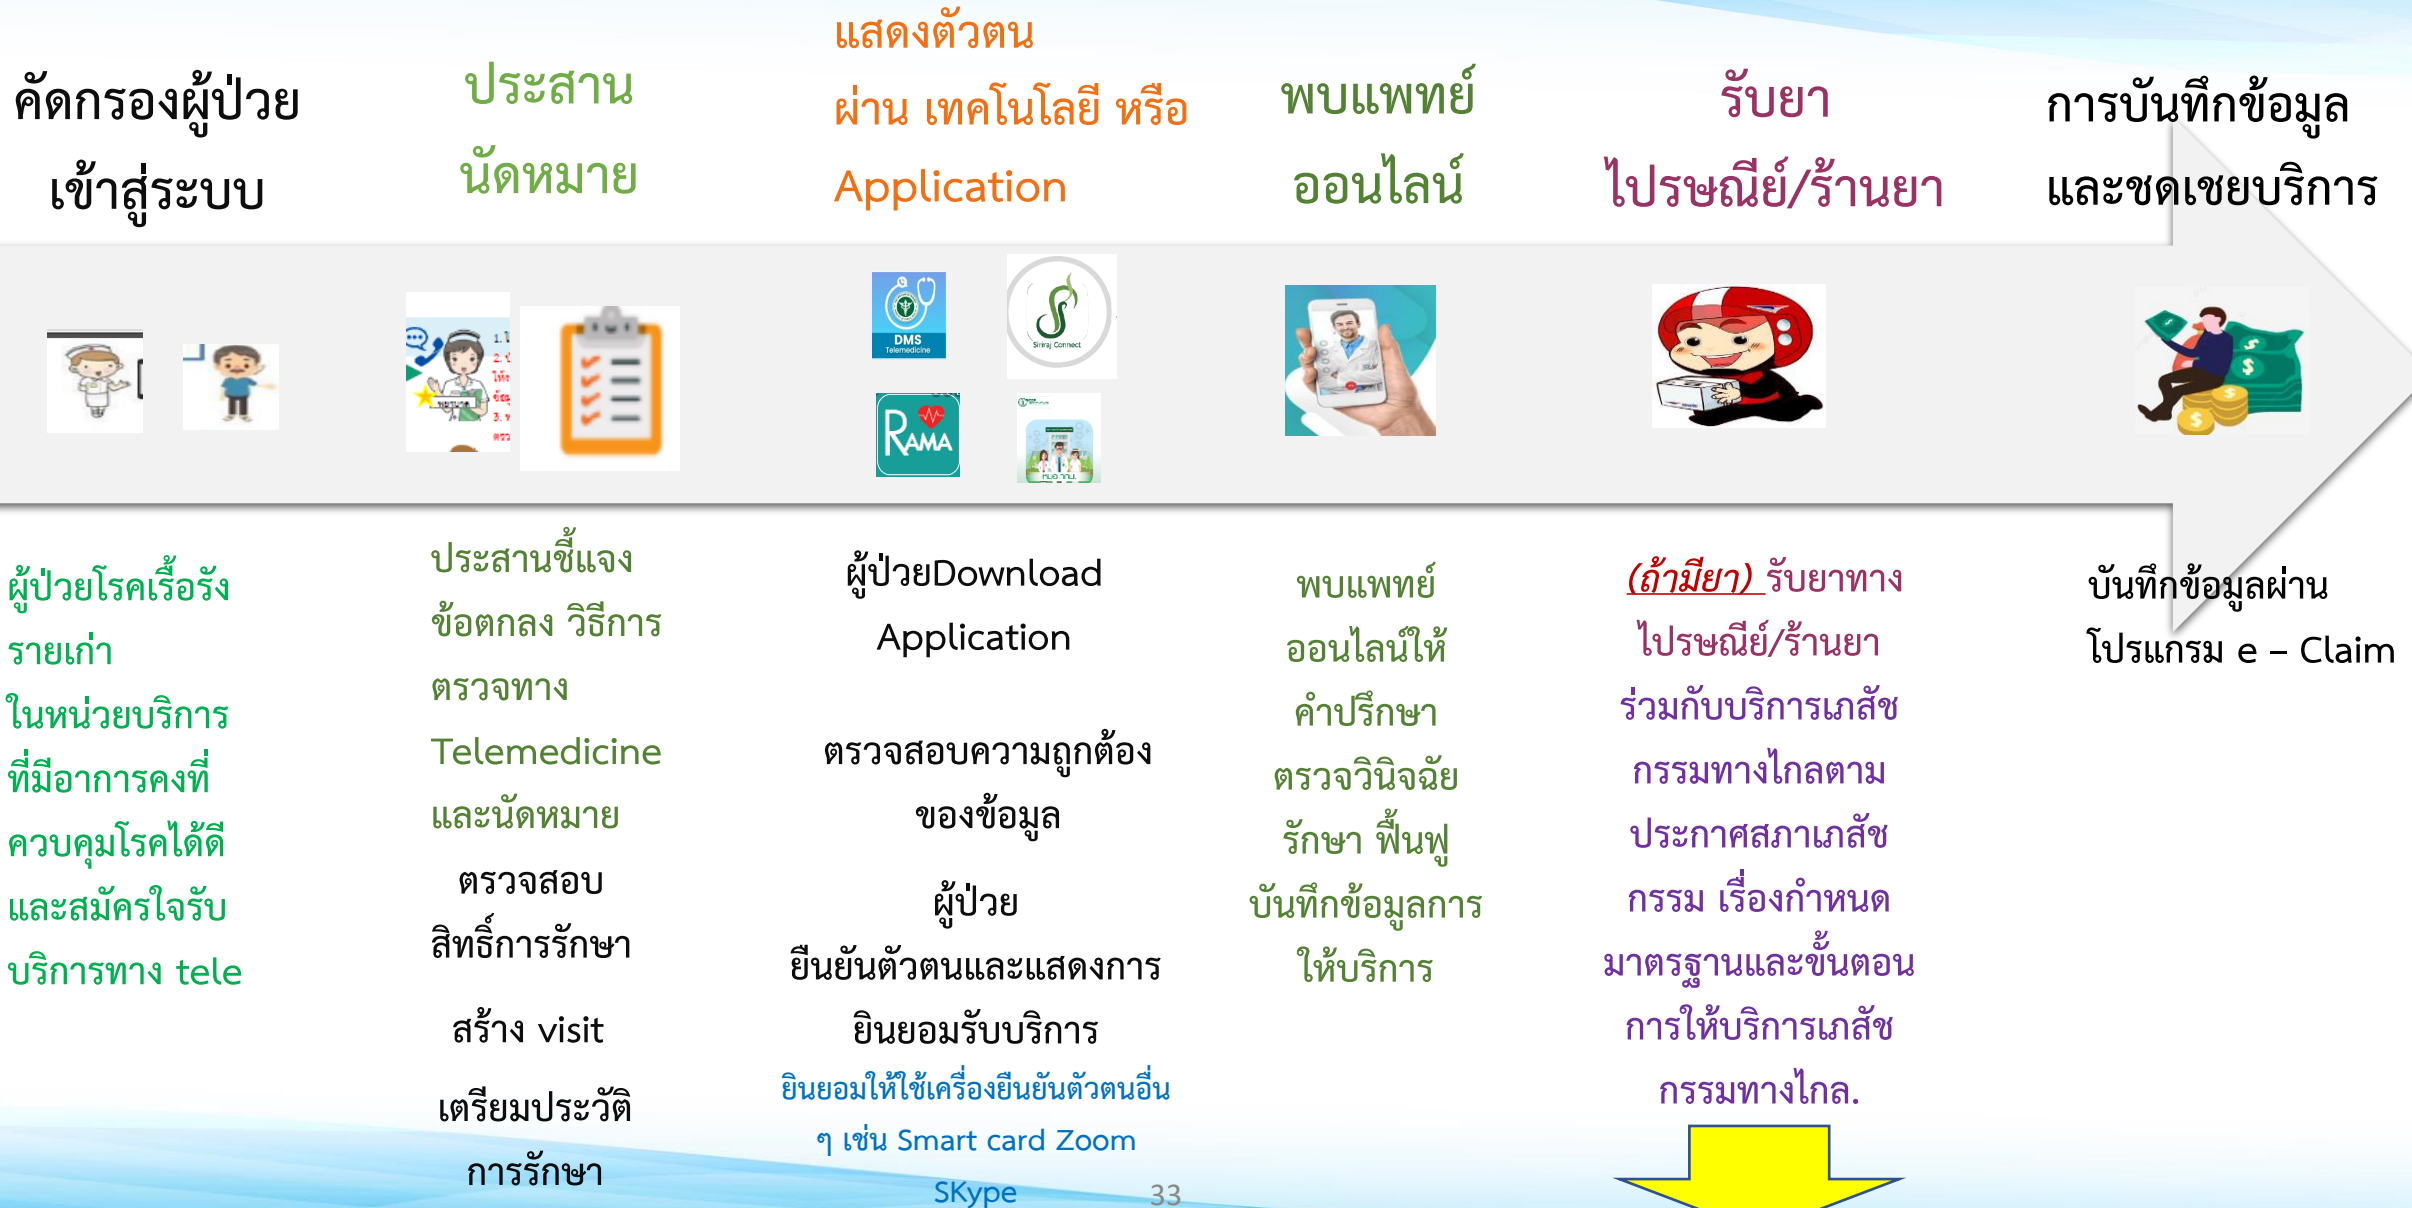 คัดกรองผู้ป่วย
เข้าสู่ระบบ
ประสาน
นัดหมาย
แสดงตัวตน
ผ่าน เทคโนโลยี หรือ
Application
พบแพทย์
ออนไลน์
รับยา
ไปรษณีย์/ร้านยา
การบันทึกข้อมูล
และชดเชยบริการ
DMS
Telemedicine
Siriraj Connect
RAMA
หมอ กทม.
ผู้ป่วยโรคเรื้อรัง
รายเก่า
ในหน่วยบริการ
ที่มีอาการคงที่
ควบคุมโรคได้ดี
และสมัครใจรับ
บริการทาง tele
ประสานชี้แจง
ข้อตกลง วิธีการ
ตรวจทาง
Telemedicine
และนัดหมาย
ตรวจสอบ
สิทธิ์การรักษา
สร้าง visit
เตรียมประวัติ
การรักษา
ผู้ป่วยDownload
Application
ตรวจสอบความถูกต้อง
ของข้อมูล
ผู้ป่วย
ยืนยันตัวตนและแสดงการ
ยินยอมรับบริการ
ยินยอมให้ใช้เครื่องยืนยันตัวตนอื่น
ๆ เช่น Smart card Zoom
SKype
พบแพทย์
ออนไลน์ให้
คำปรึกษา
ตรวจวินิจฉัย
รักษา ฟื้นฟู
บันทึกข้อมูลการ
ให้บริการ
(ถ้ามียา) รับยาทาง
ไปรษณีย์/ร้านยา
ร่วมกับบริการเภสัช
กรรมทางไกลตาม
ประกาศสภาเภสัช
กรรม เรื่องกำหนด
มาตรฐานและขั้นตอน
การให้บริการเภสัช
กรรมทางไกล.
บันทึกข้อมูลผ่าน
โปรแกรม e – Claim
33